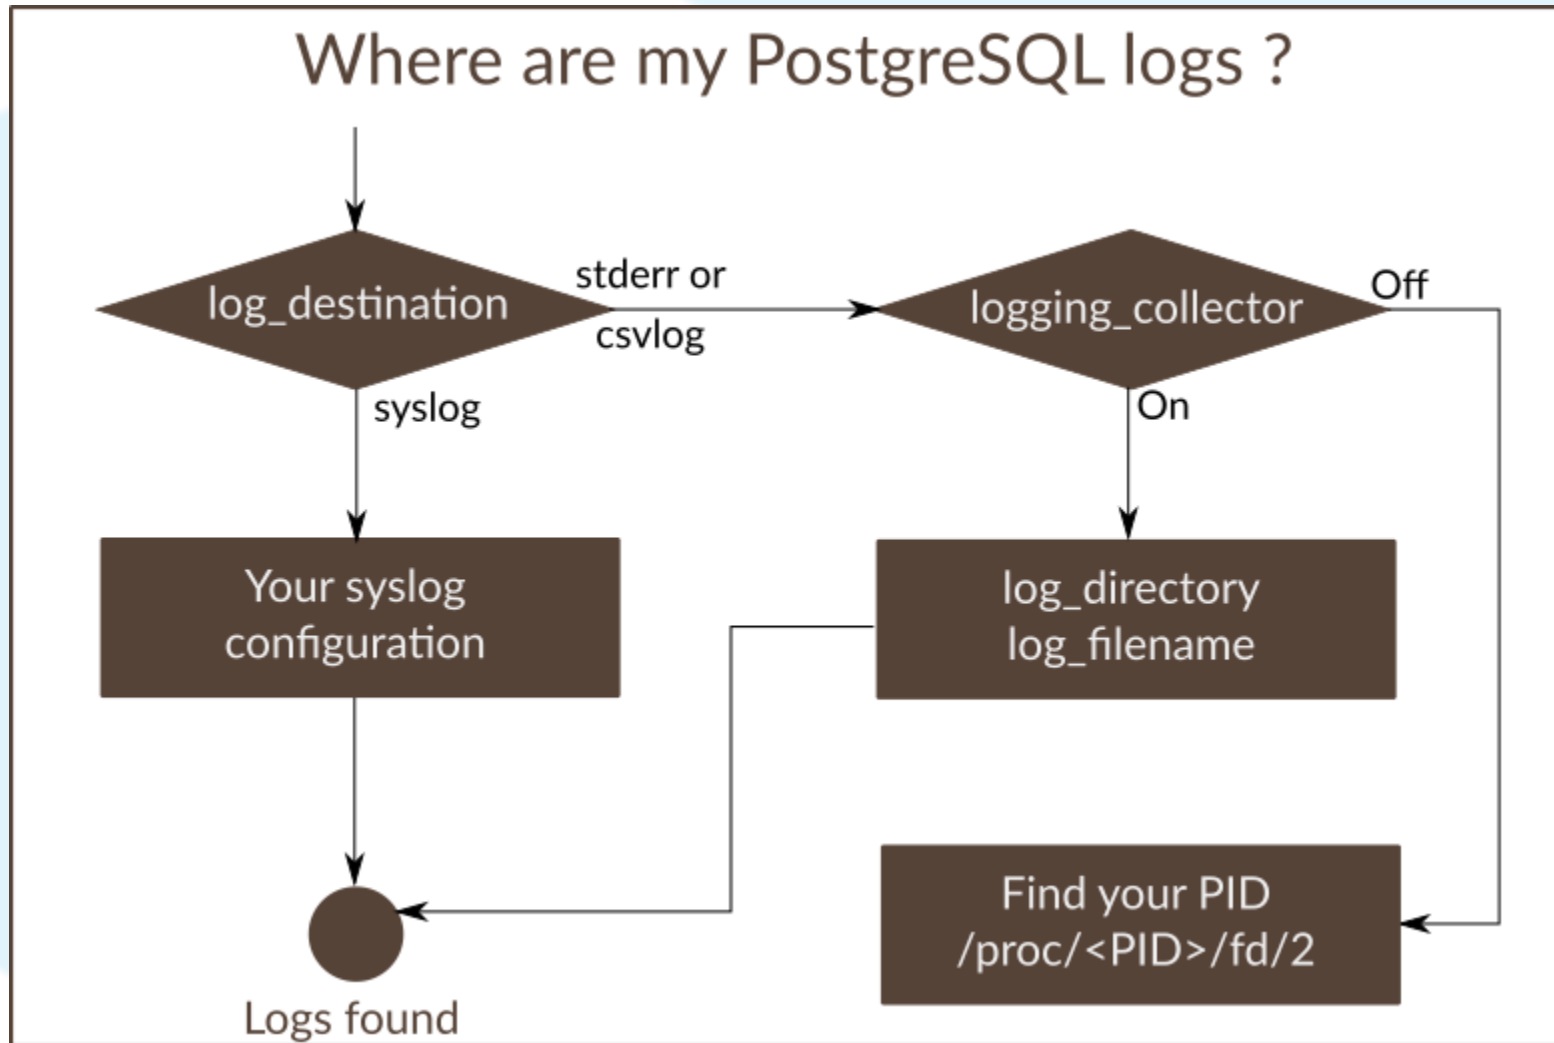 Where are my PostgreSQL logs ?
log_destination
stderr or
csvlog
logging_collector
Off
syslog
On
Your syslog
configuration
log_directory
log_filename
Find your PID
/proc/<PID>/fd/2
Logs found